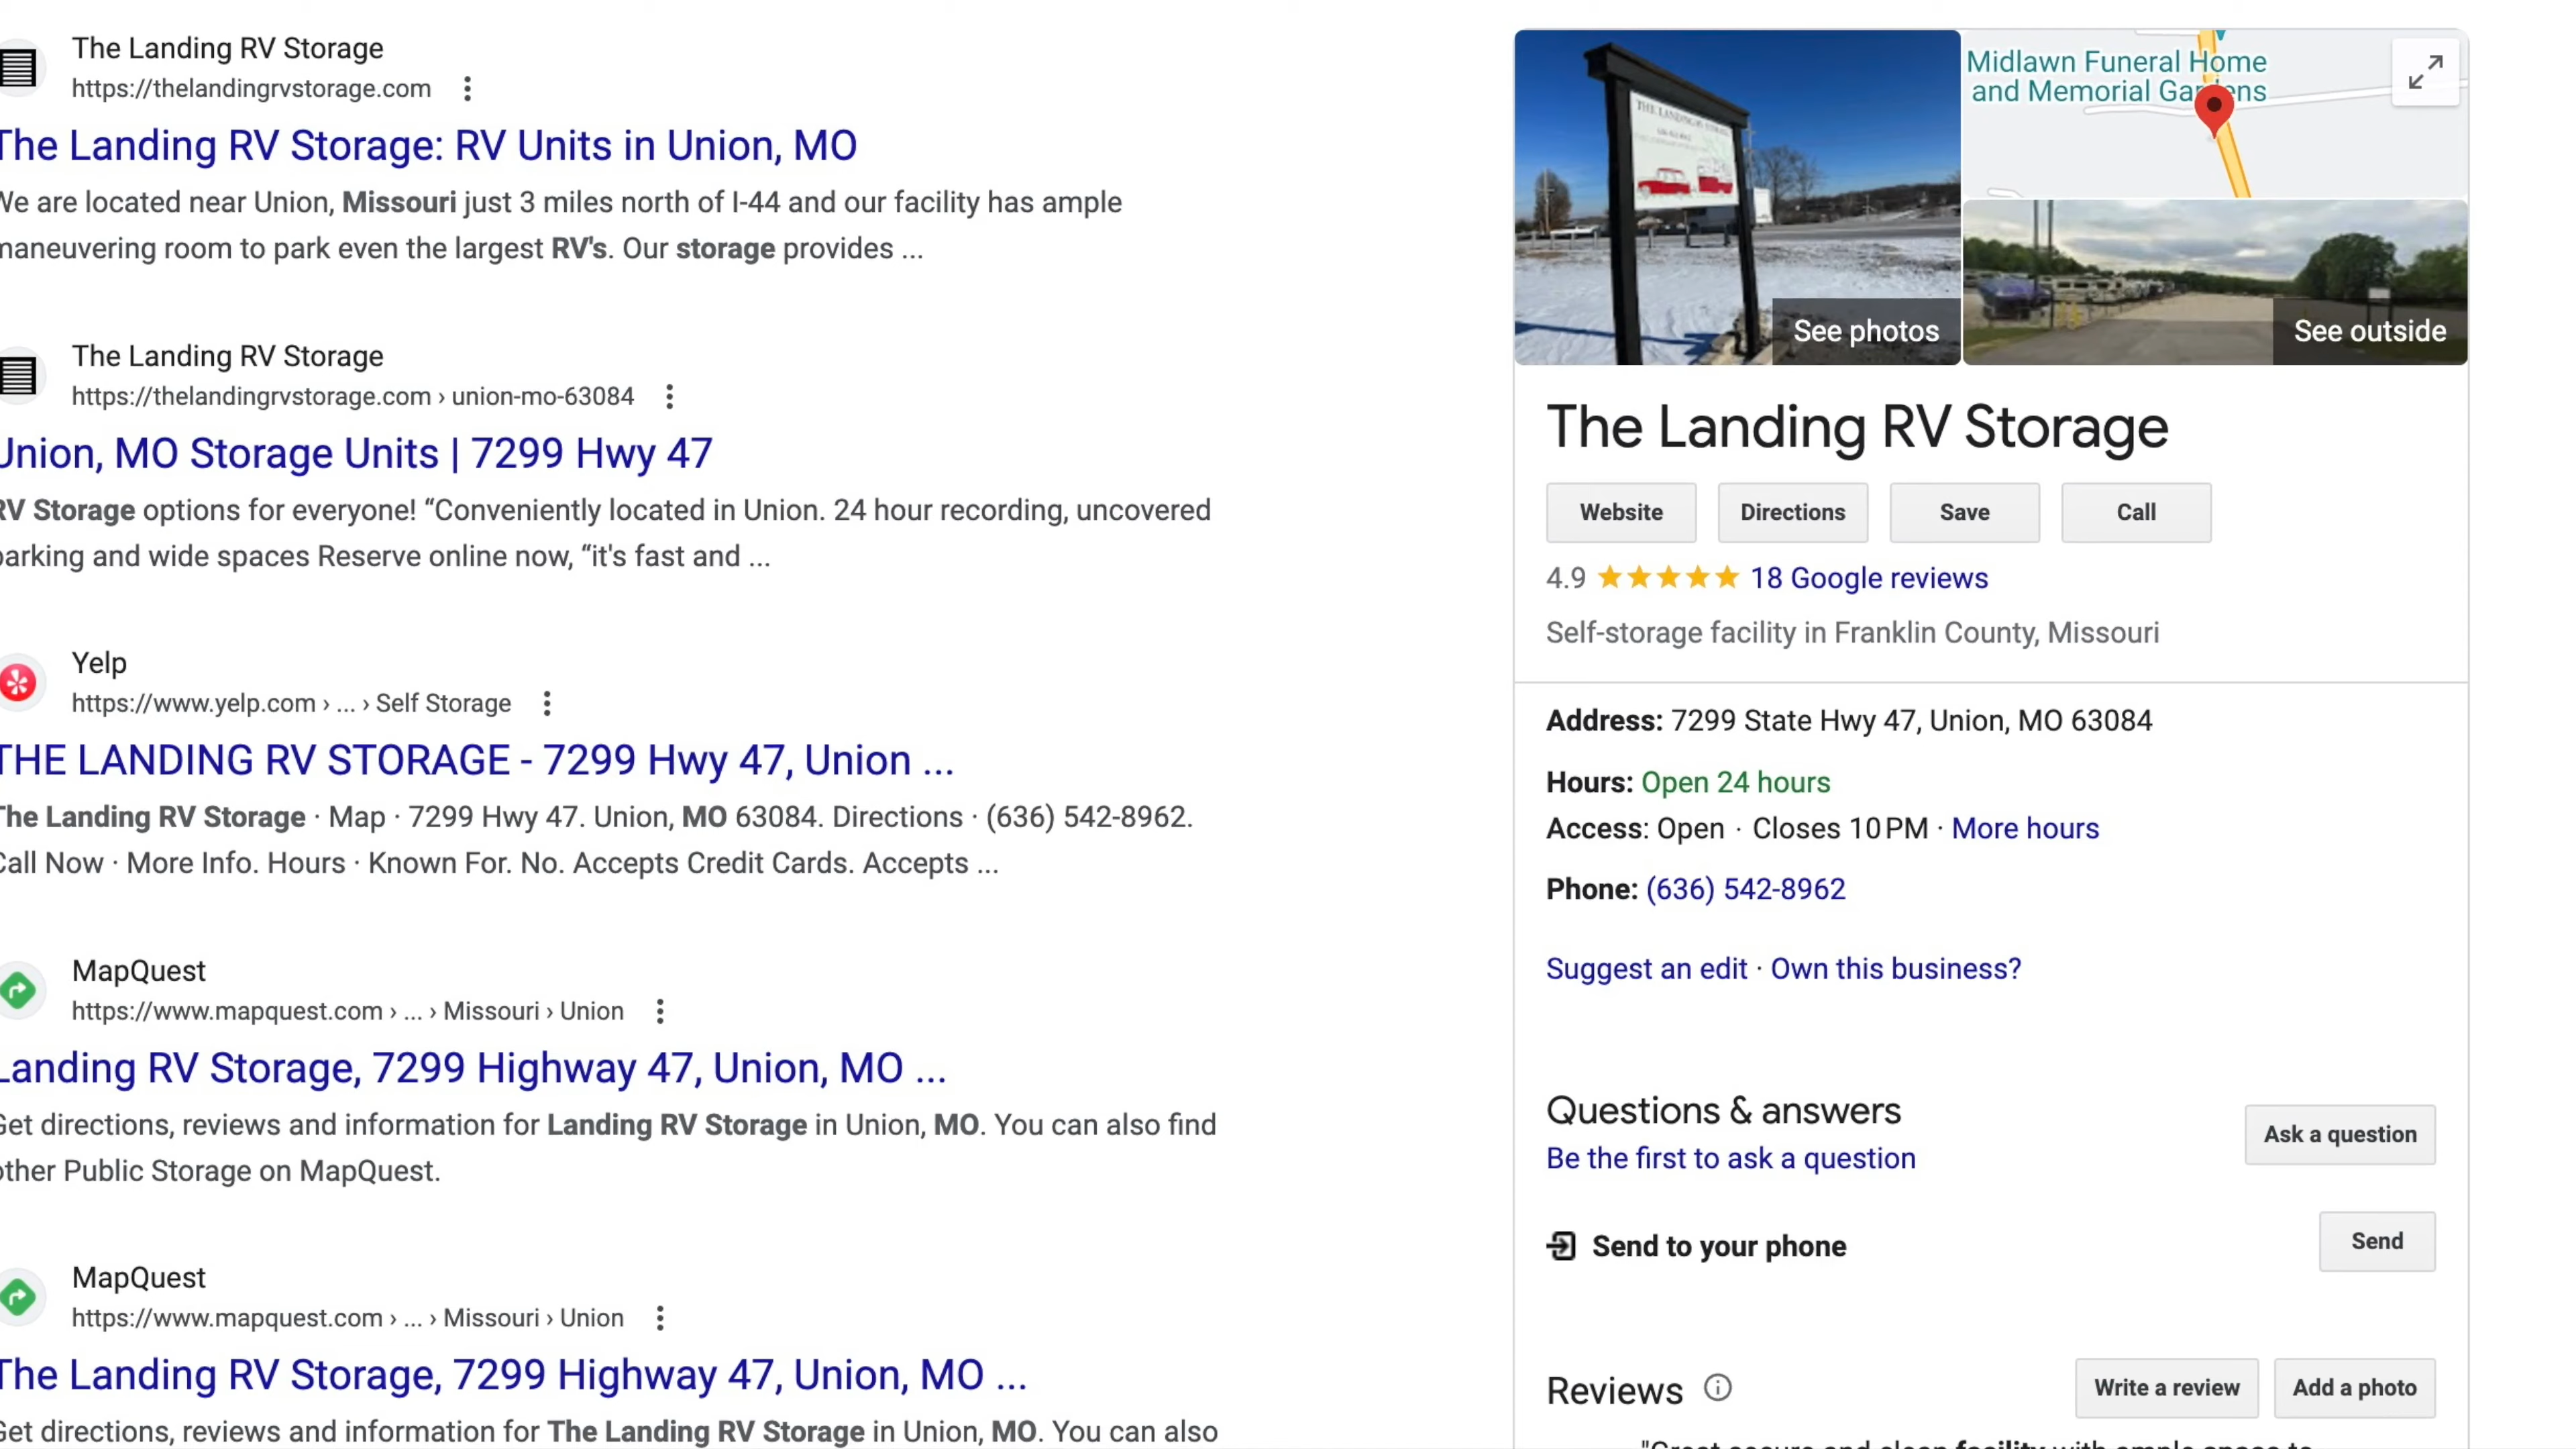 The Landing RV Storage
https://thelandingrvstorage.com
The Landing RV Storage: RV Units in Union, MO
We are located near Union, Missouri just 3 miles north of I-44 and our facility has ample
maneuvering room to park even the largest RV's. Our storage provides ...
The Landing RV Storage
https://thelandingrvstorage.com › union-mo-63084
Union, MO Storage Units | 7299 Hwy 47
RV Storage options for everyone! “Conveniently located in Union. 24 hour recording, uncovered
parking and wide spaces Reserve online now, “it's fast and ...
Yelp
https://www.yelp.com › ... › Self Storage
THE LANDING RV STORAGE - 7299 Hwy 47, Union ...
The Landing RV Storage · Map · 7299 Hwy 47. Union, MO 63084. Directions · (636) 542-8962.
Call Now · More Info. Hours · Known For. No. Accepts Credit Cards. Accepts ...
MapQuest
https://www.mapquest.com › ... › Missouri › Union
Landing RV Storage, 7299 Highway 47, Union, MO ...
Get directions, reviews and information for Landing RV Storage in Union, MO. You can also find
other Public Storage on MapQuest.
MapQuest
https://www.mapquest.com › ... › Missouri › Union
The Landing RV Storage, 7299 Highway 47, Union, MO ...
Get directions, reviews and information for The Landing RV Storage in Union, MO. You can also
THE LANDING RV STORAGE
See photos
Midlawn Funeral Home
and Memorial Gardens
See outside
The Landing RV Storage
Website Directions Save Call
4.9 18 Google reviews
Self-storage facility in Franklin County, Missouri
Address: 7299 State Hwy 47, Union, MO 63084
Hours: Open 24 hours
Access: Open · Closes 10 PM · More hours
Phone: (636) 542-8962
Suggest an edit · Own this business?
Questions & answers
Be the first to ask a question
Ask a question
Send to your phone
Send
Reviews
Write a review
Add a photo
"Great secure and clean facility with ample space to